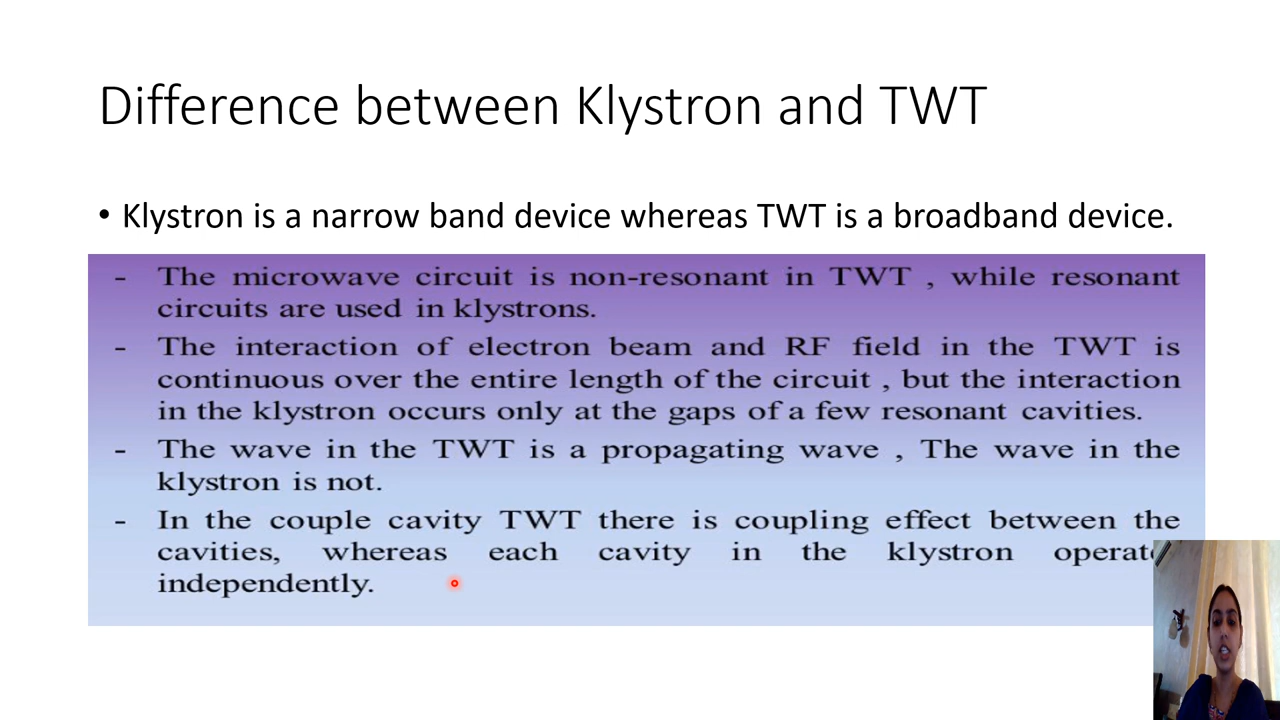 Difference between Klystron and TWT
• Klystron is a narrow band device whereas TWT is a broadband device.
- The microwave circuit is non-resonant in TWT , while resonant
circuits are used in klystrons.
- The interaction of electron beam and RF field in the TWT is
continuous over the entire length of the circuit , but the interaction
in the klystron occurs only at the gaps of a few resonant cavities.
- The wave in the TWT is a propagating wave , The wave in the
klystron is not.
- In the couple cavity TWT there is coupling effect between the
cavities, whereas each cavity in the klystron
independently.